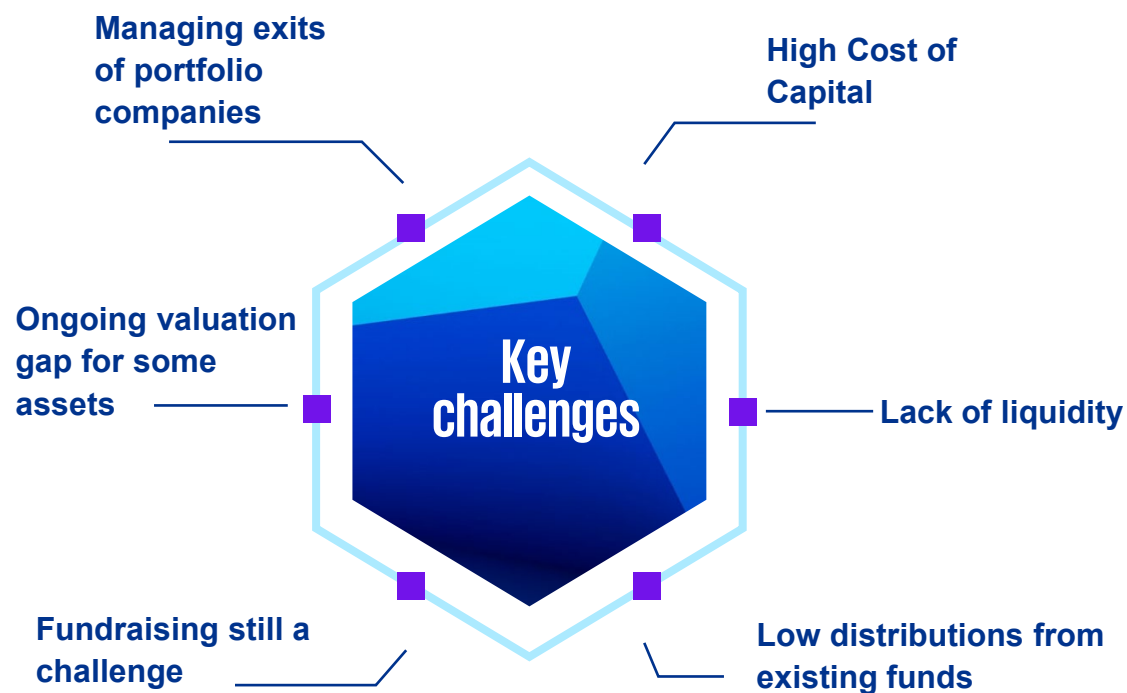 Managing exits
of portfolio
companies
High Cost of
Capital
Ongoing valuation
gap for some
assets
Key
challenges
Lack of liquidity
Fundraising still a
challenge
Low distributions from
existing funds